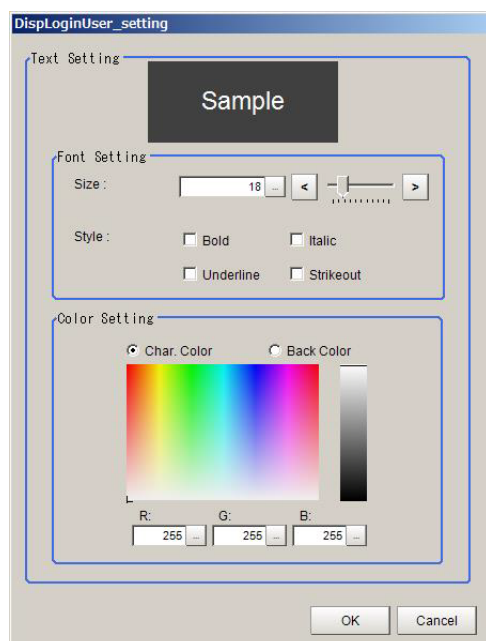 DispLoginUser_setting
Text Setting
Sample
Font Setting
Size : 18 ... < >
Style : Bold Italic
Underline Strikeout
Color Setting
Char. Color Back Color
R: G: B:
255 ... 255 ... 255 ...
OK Cancel